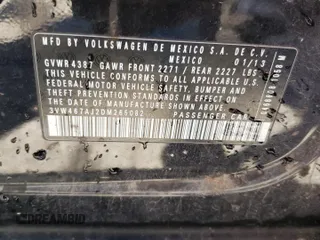 MFD BY VOLKSWAGEN DE MEXICO S.A. DE C.V.
MEXICO 01/13
GVWR 4387 GAWR FRONT 2271 / REAR 2227 LBS
THIS VEHICLE CONFORMS TO ALL APPLICABLE U.S.
FEDERAL MOTOR VEHICLE SAFETY, BUMPER AND
THEFT PREVENTION STANDARDS IN EFFECT ON THE
DATE OF MANUFACTURE SHOWN ABOVE.
3VW467AJ2DM265082 PASSENGER CAR
AutoBidMaster